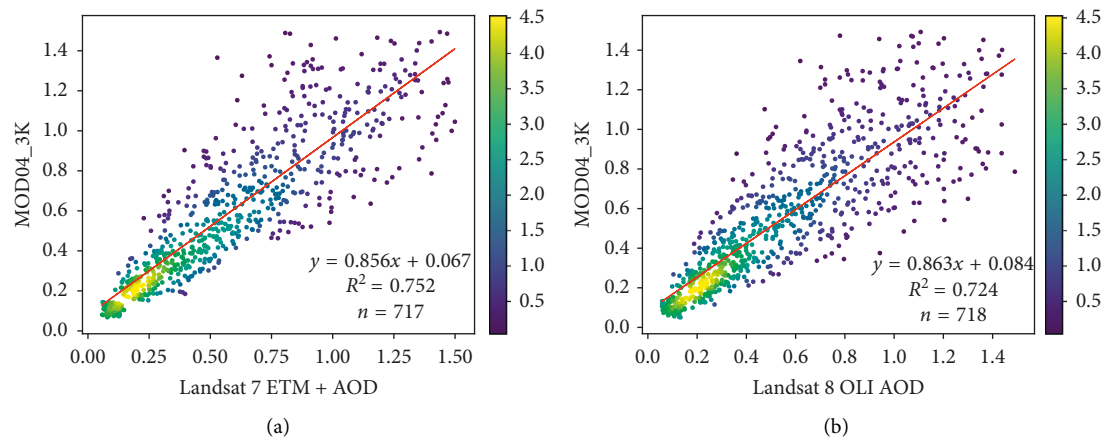 1.4
1.2
1.0
0.8
0.6
0.4
0.2
0.0
MOD04_3K
0.00 0.25 0.50 0.75 1.00 1.25 1.50
Landsat 7 ETM + AOD
y = 0.856x + 0.067
R² = 0.752
n = 717
4.5
4.0
3.5
3.0
2.5
2.0
1.5
1.0
0.5
(a)
1.4
1.2
1.0
0.8
0.6
0.4
0.2
0.0
MOD04_3K
0.0 0.2 0.4 0.6 0.8 1.0 1.2 1.4
Landsat 8 OLI AOD
y = 0.863x + 0.084
R² = 0.724
n = 718
4.5
4.0
3.5
3.0
2.5
2.0
1.5
1.0
0.5
(b)